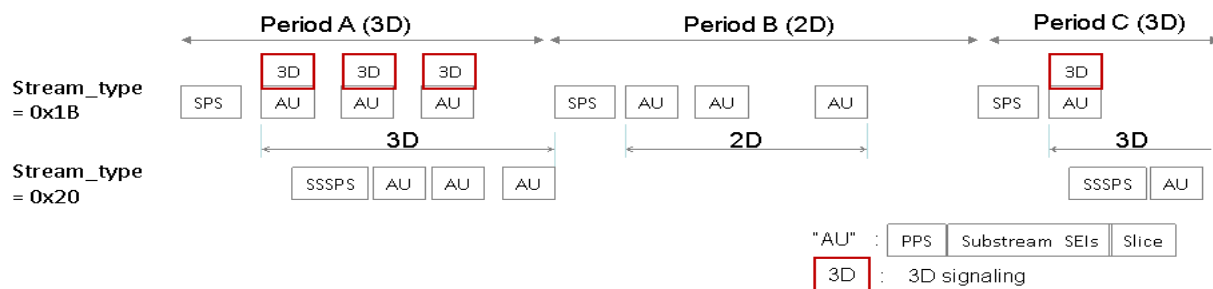 Period A (3D) Period B (2D) Period C (3D)
3D 3D 3D 3D
Stream_type = 0x1B
SPS AU AU AU SPS AU AU AU SPS AU
3D 2D 3D
Stream_type = 0x20
SSSPS AU AU AU SSSPS AU
"AU" : PPS Substream SEIs Slice
3D : 3D signaling